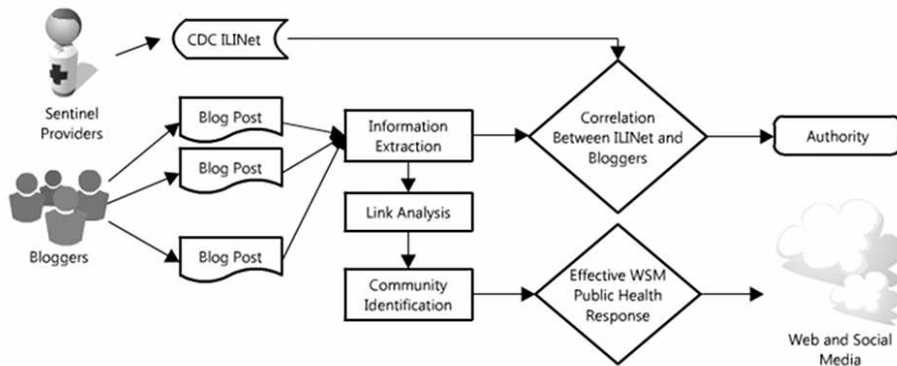 CDC ILINet
Sentinel
Providers
Blog Post
Blog Post
Blog Post
Bloggers
Information
Extraction
Link Analysis
Community
Identification
Correlation
Between ILINet and
Bloggers
Authority
Effective WSM
Public Health
Response
Web and Social
Media